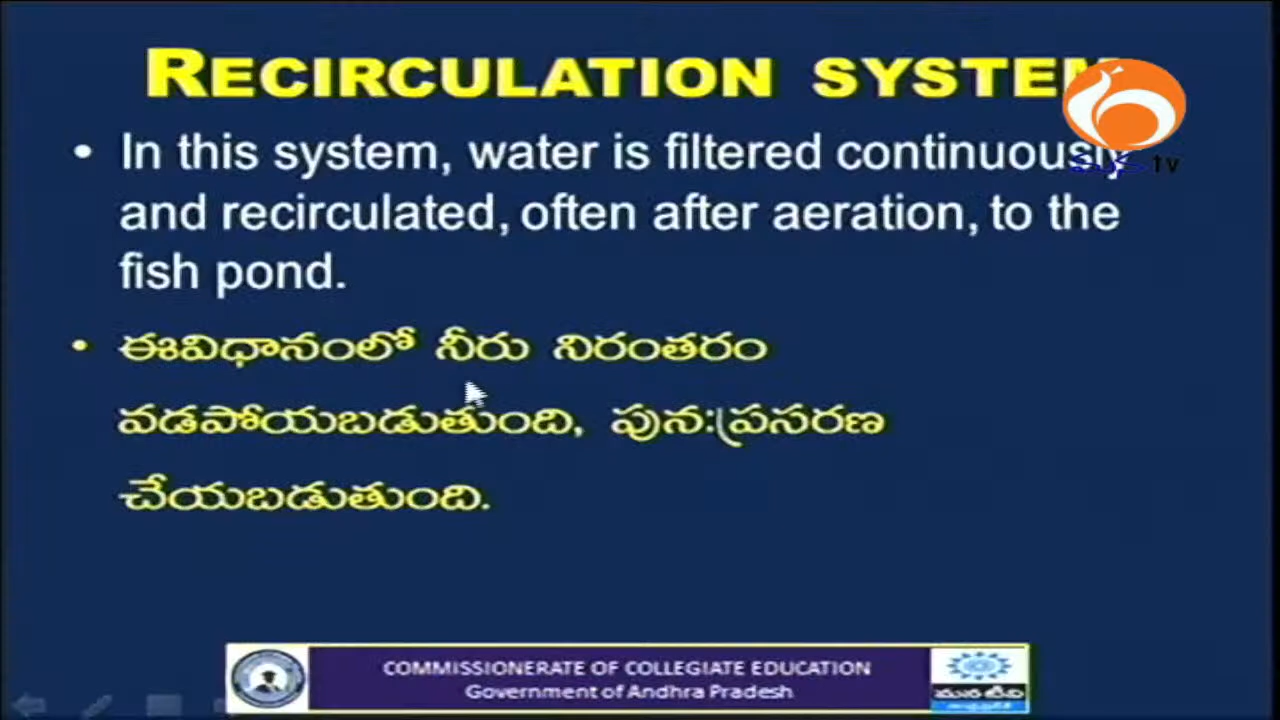 RECIRCULATION SYSTEM
• In this system, water is filtered continuously
and recirculated, often after aeration, to the
fish pond.
• ఈవిధానంలో నీరు నిరంతరం
వడపోయబడుతుంది, పునఃప్రసరణ
చేయబడుతుంది.
tv
COMMISSIONERATE OF COLLEGIATE EDUCATION
Government of Andhra Pradesh